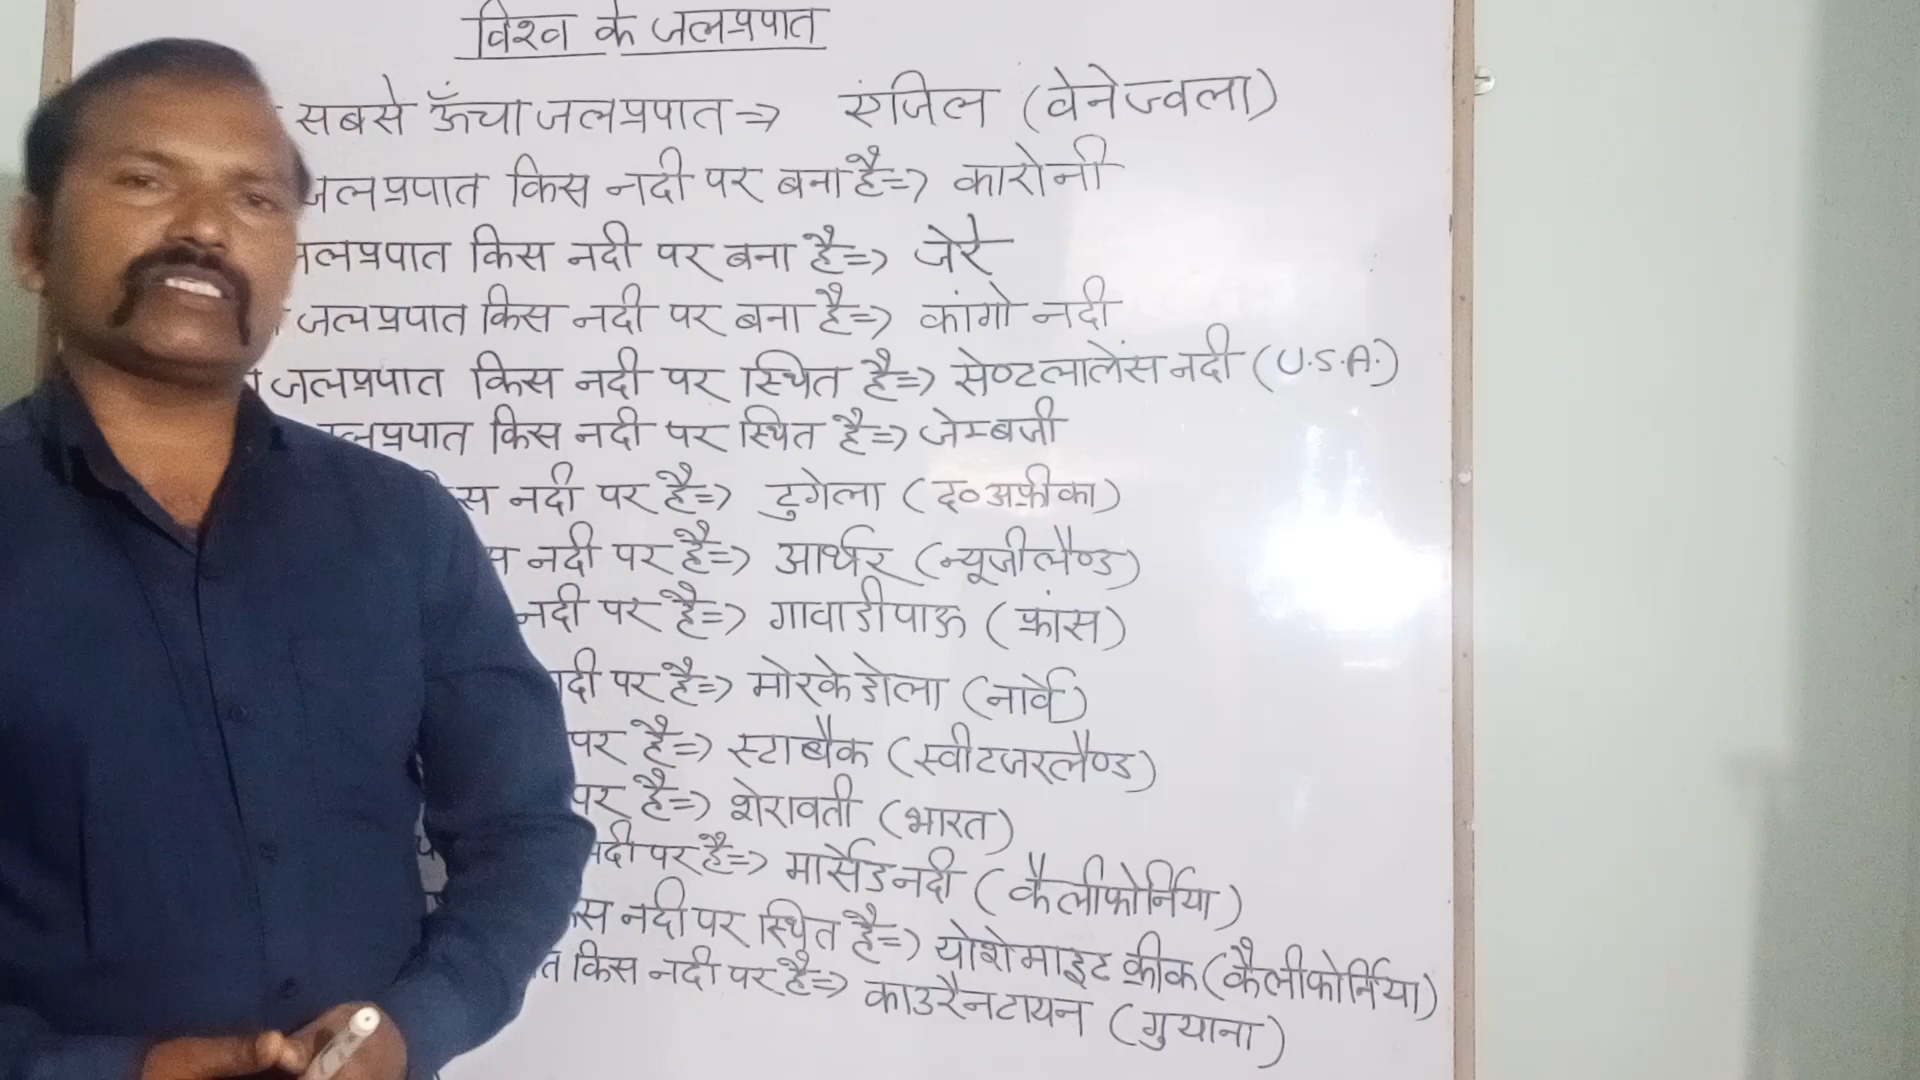 विश्व के जलप्रपात
सबसे ऊँचा जलप्रपात => एंजिल (वेनेज्वला)
जलप्रपात किस नदी पर बना है => कारोनी
जलप्रपात किस नदी पर बना है => जेरे
जलप्रपात किस नदी पर बना है => कांगो नदी
जलप्रपात किस नदी पर स्थित है => सेण्टलालेंस नदी (U.S.A.)
जलप्रपात किस नदी पर स्थित है => जेम्बजी
नदी पर है => टुगेला (द० अफ्रीका)
नदी पर है => आर्थर (न्यूजीलैण्ड)
नदी पर है => गावाडीपाऊ (फ्रांस)
नदी पर है => मोरकेडोला (नार्वे)
पर है => स्टाब्बैक (स्वीटजरलैण्ड)
पर है => शेरावती (भारत)
नदी पर है => मार्सेड नदी (कैलीफोर्निया)
नदी पर स्थित है => योशेमाइट क्रीक (कैलीफोर्निया)
किस नदी पर है => काउरैनटायन (गुयाना)